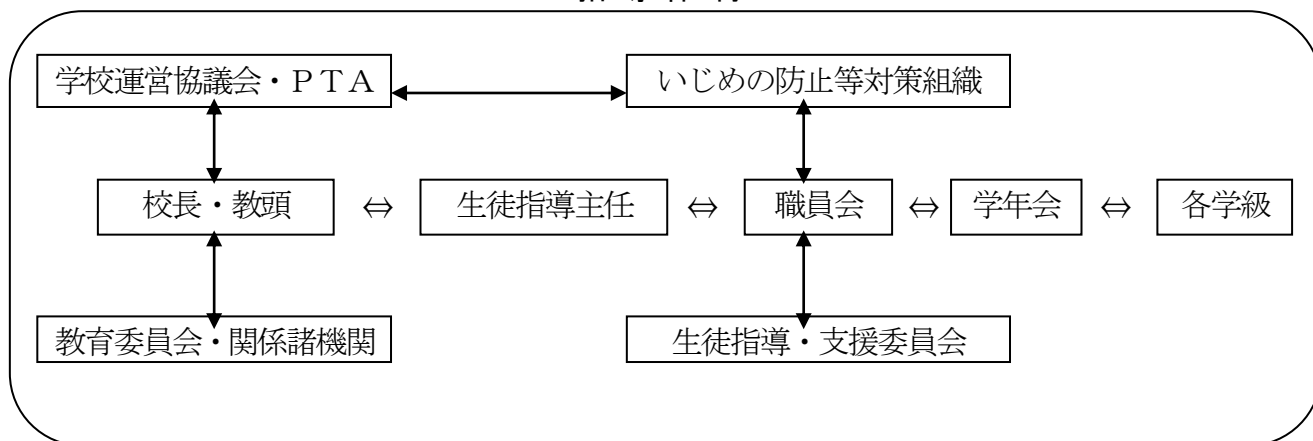 学校運営協議会・ＰＴＡ　いじめの防止等対策組織
校長・教頭 ⇔ 生徒指導主任 ⇔ 職員会 ⇔ 学年会 ⇔ 各学級
教育委員会・関係諸機関　生徒指導・支援委員会